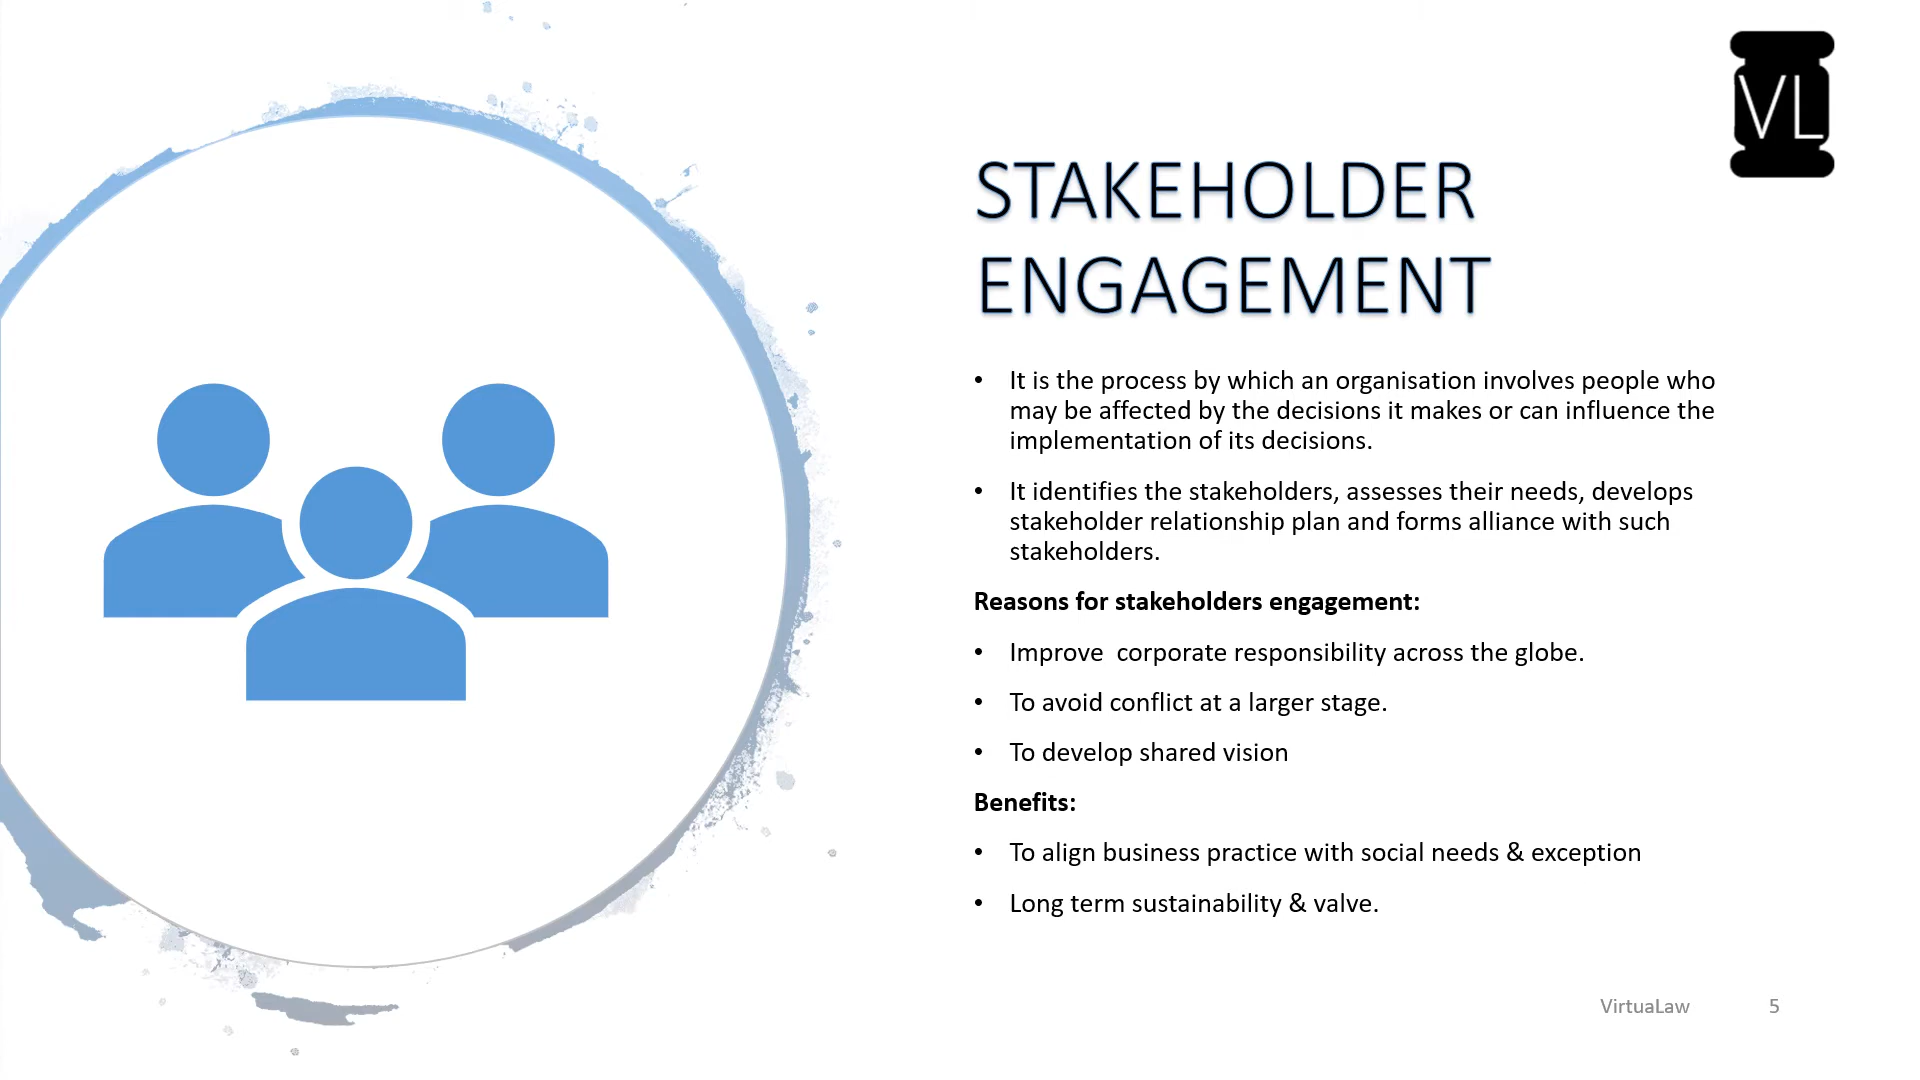 VL
STAKEHOLDER
ENGAGEMENT
• It is the process by which an organisation involves people who
may be affected by the decisions it makes or can influence the
implementation of its decisions.
• It identifies the stakeholders, assesses their needs, develops
stakeholder relationship plan and forms alliance with such
stakeholders.
Reasons for stakeholders engagement:
• Improve  corporate responsibility across the globe.
• To avoid conflict at a larger stage.
• To develop shared vision
Benefits:
• To align business practice with social needs & exception
• Long term sustainability & valve.
VirtuaLaw 5